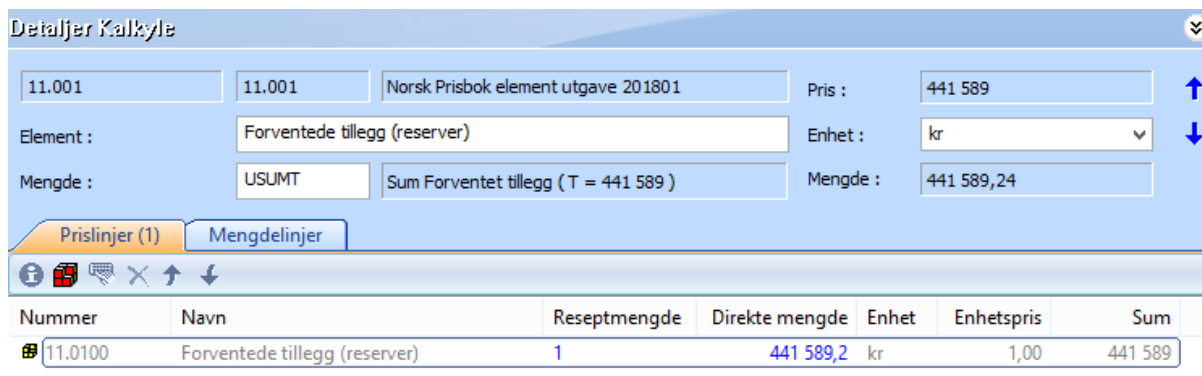 Detaljer Kalkyle
11.001 11.001 Norsk Prisbok element utgave 201801 Pris : 441 589
Element : Forventede tillegg (reserver) Enhet : kr
Mengde : USUMT Sum Forventet tillegg ( T = 441 589 ) Mengde : 441 589,24
Prislinjer (1) Mengdelinjer
Nummer Navn Reseptmengde Direkte mengde Enhet Enhetspris Sum
11.0100 Forventede tillegg (reserver) 1 441 589,2 kr 1,00 441 589